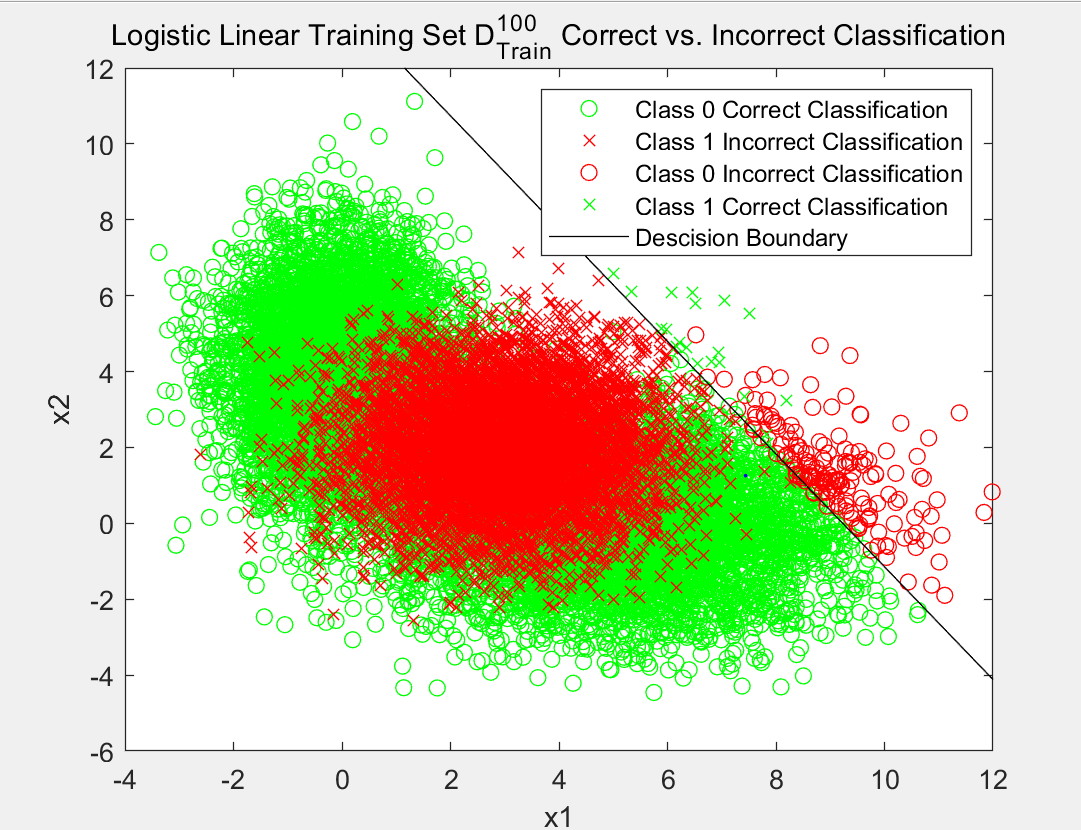 Logistic Linear Training Set D^100_Train Correct vs. Incorrect Classification
12
10
8
6
4
2
0
-2
-4
-6
x2
Class 0 Correct Classification
Class 1 Incorrect Classification
Class 0 Incorrect Classification
Class 1 Correct Classification
Descision Boundary
-4 -2 0 2 4 6 8 10 12
x1